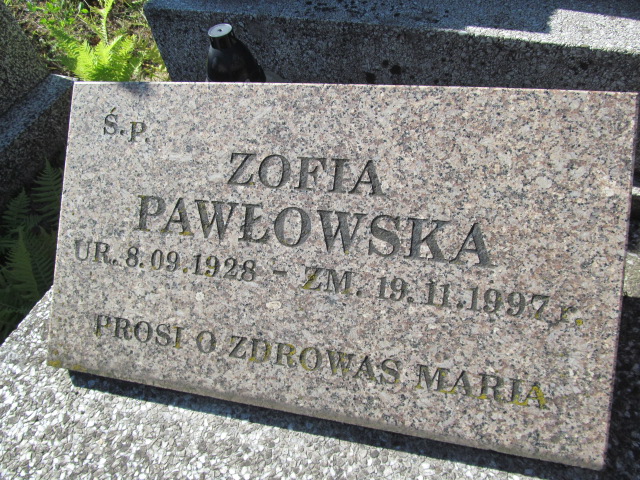 Ś.P.
ZOFIA
PAWŁOWSKA
UR. 8.09.1928 - ZM. 19.11.1997 r.
PROSI O ZDROWAŚ MARIA